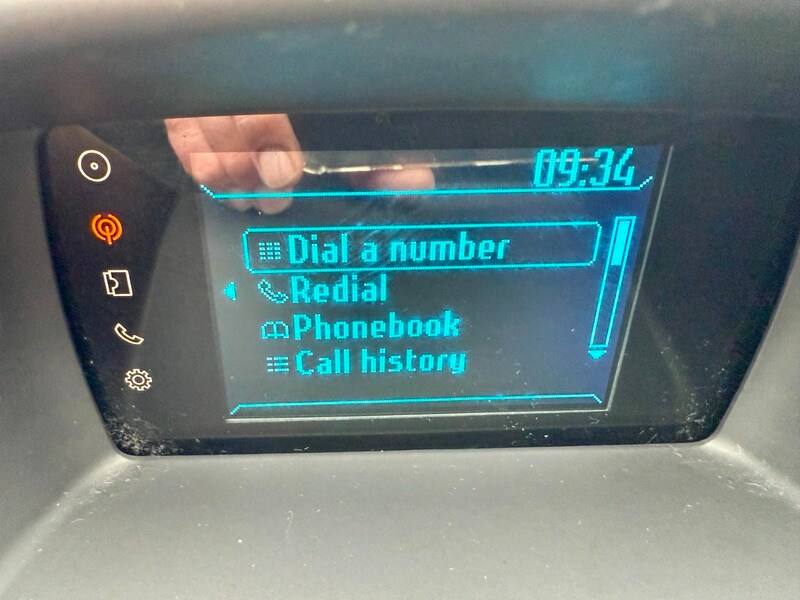 09:34
Dial a number
Redial
Phonebook
Call history